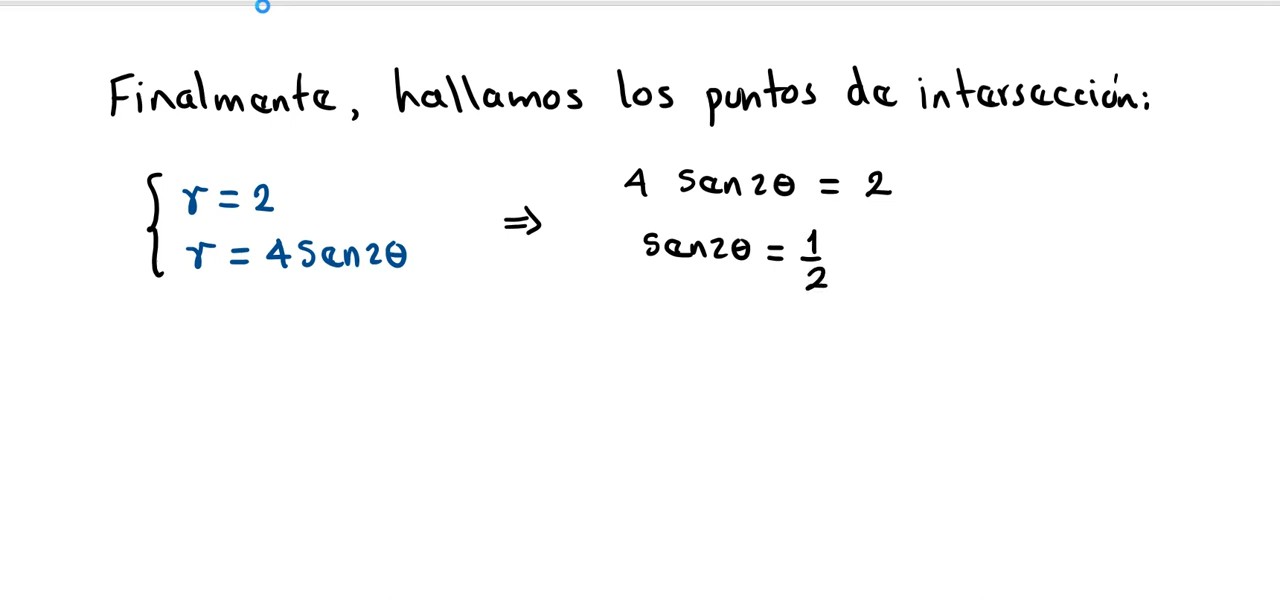 Finalmente, hallamos los puntos de intersección:
r = 2
r = 4 sen 2θ
⇒
4 sen 2θ = 2
sen 2θ = 1/2